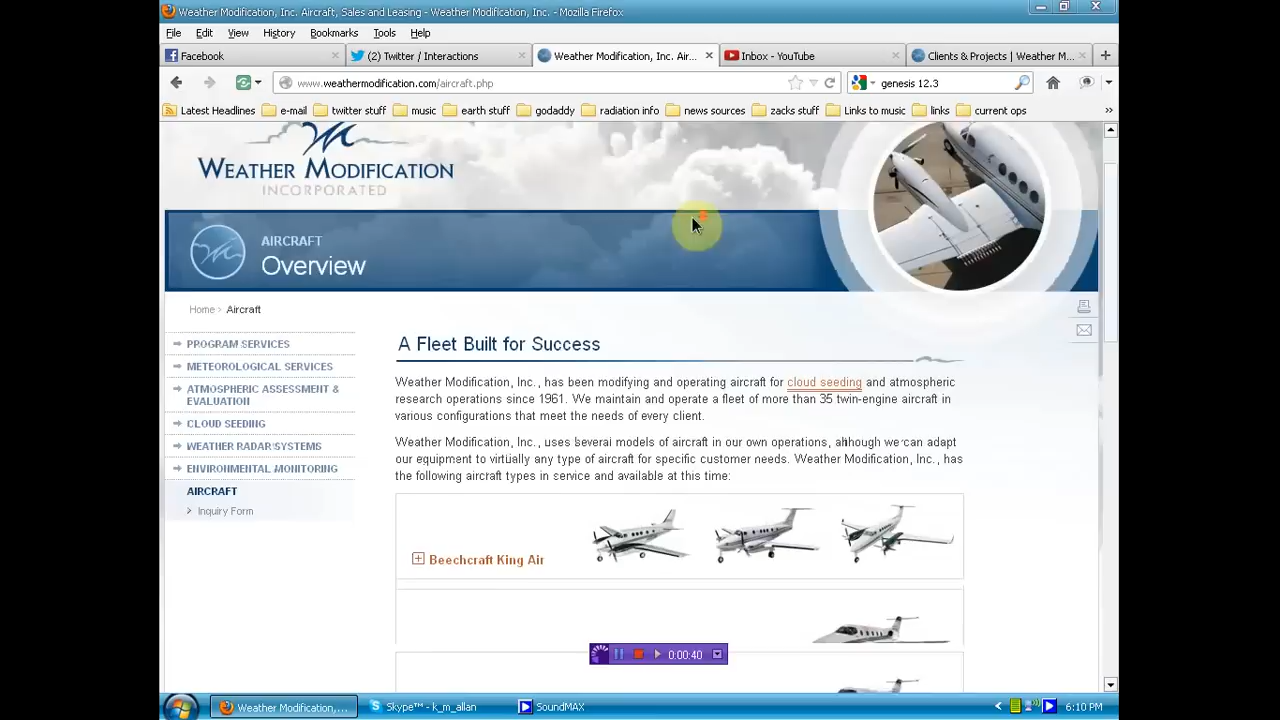 Weather Modification, Inc. Aircraft, Sales and Leasing - Weather Modification, Inc. - Mozilla Firefox
File Edit View History Bookmarks Tools Help
Facebook (2) Twitter / Interactions Weather Modification, Inc. Air... Inbox - YouTube Clients & Projects | Weather M...
www.weathermodification.com/aircraft.php genesis 12.3
Latest Headlines e-mail twitter stuff music earth stuff godaddy radiation info news sources zacks stuff Links to music links current ops
WEATHER MODIFICATION
INCORPORATED
AIRCRAFT
Overview
Home > Aircraft
PROGRAM SERVICES
METEOROLOGICAL SERVICES
ATMOSPHERIC ASSESSMENT &
EVALUATION
CLOUD SEEDING
WEATHER RADAR SYSTEMS
ENVIRONMENTAL MONITORING
AIRCRAFT
Inquiry Form
A Fleet Built for Success
Weather Modification, Inc., has been modifying and operating aircraft for cloud seeding and atmospheric
research operations since 1961. We maintain and operate a fleet of more than 35 twin-engine aircraft in
various configurations that meet the needs of every client.
Weather Modification, Inc., uses several models of aircraft in our own operations, although we can adapt
our equipment to virtually any type of aircraft for specific customer needs. Weather Modification, Inc., has
the following aircraft types in service and available at this time:
Beechcraft King Air
0:00:40
Weather Modification,... Skype™ - k_m_allan SoundMAX 6:10 PM